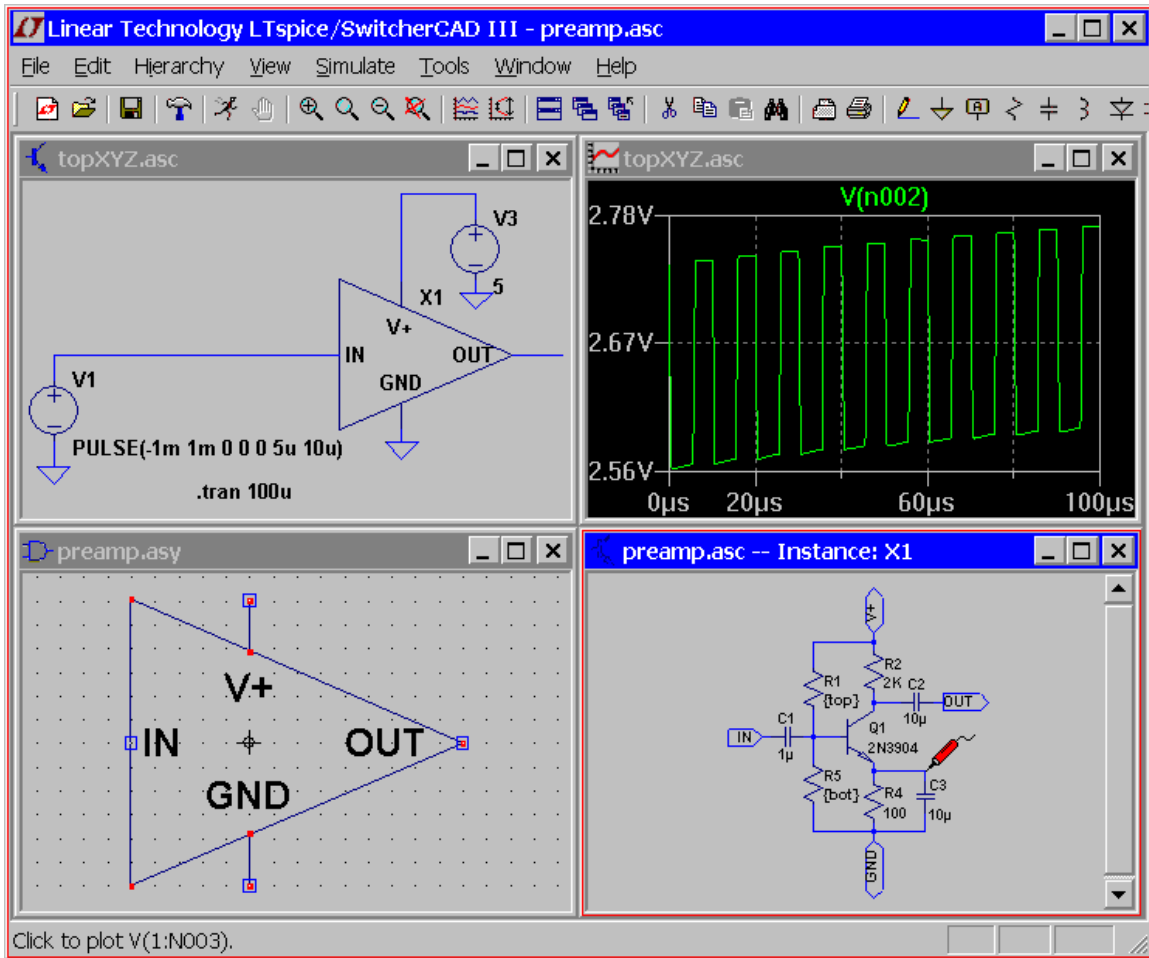 Linear Technology LTspice/SwitcherCAD III - preamp.asc
File Edit Hierarchy View Simulate Tools Window Help
topXYZ.asc
V3
5
X1
V+
IN
OUT
GND
V1
PULSE(-1m 1m 0 0 0 5u 10u)
.tran 100u
topXYZ.asc
V(n002)
2.78V
2.67V
2.56V
0µs 20µs 60µs 100µs
preamp.asy
V+
IN
OUT
GND
preamp.asc -- Instance: X1
V+
R1
{top}
R2
2K
C2
10µ
OUT
C1
1µ
IN
Q1
2N3904
R5
{bot}
R4
100
C3
10µ
GND
Click to plot V(1:N003).